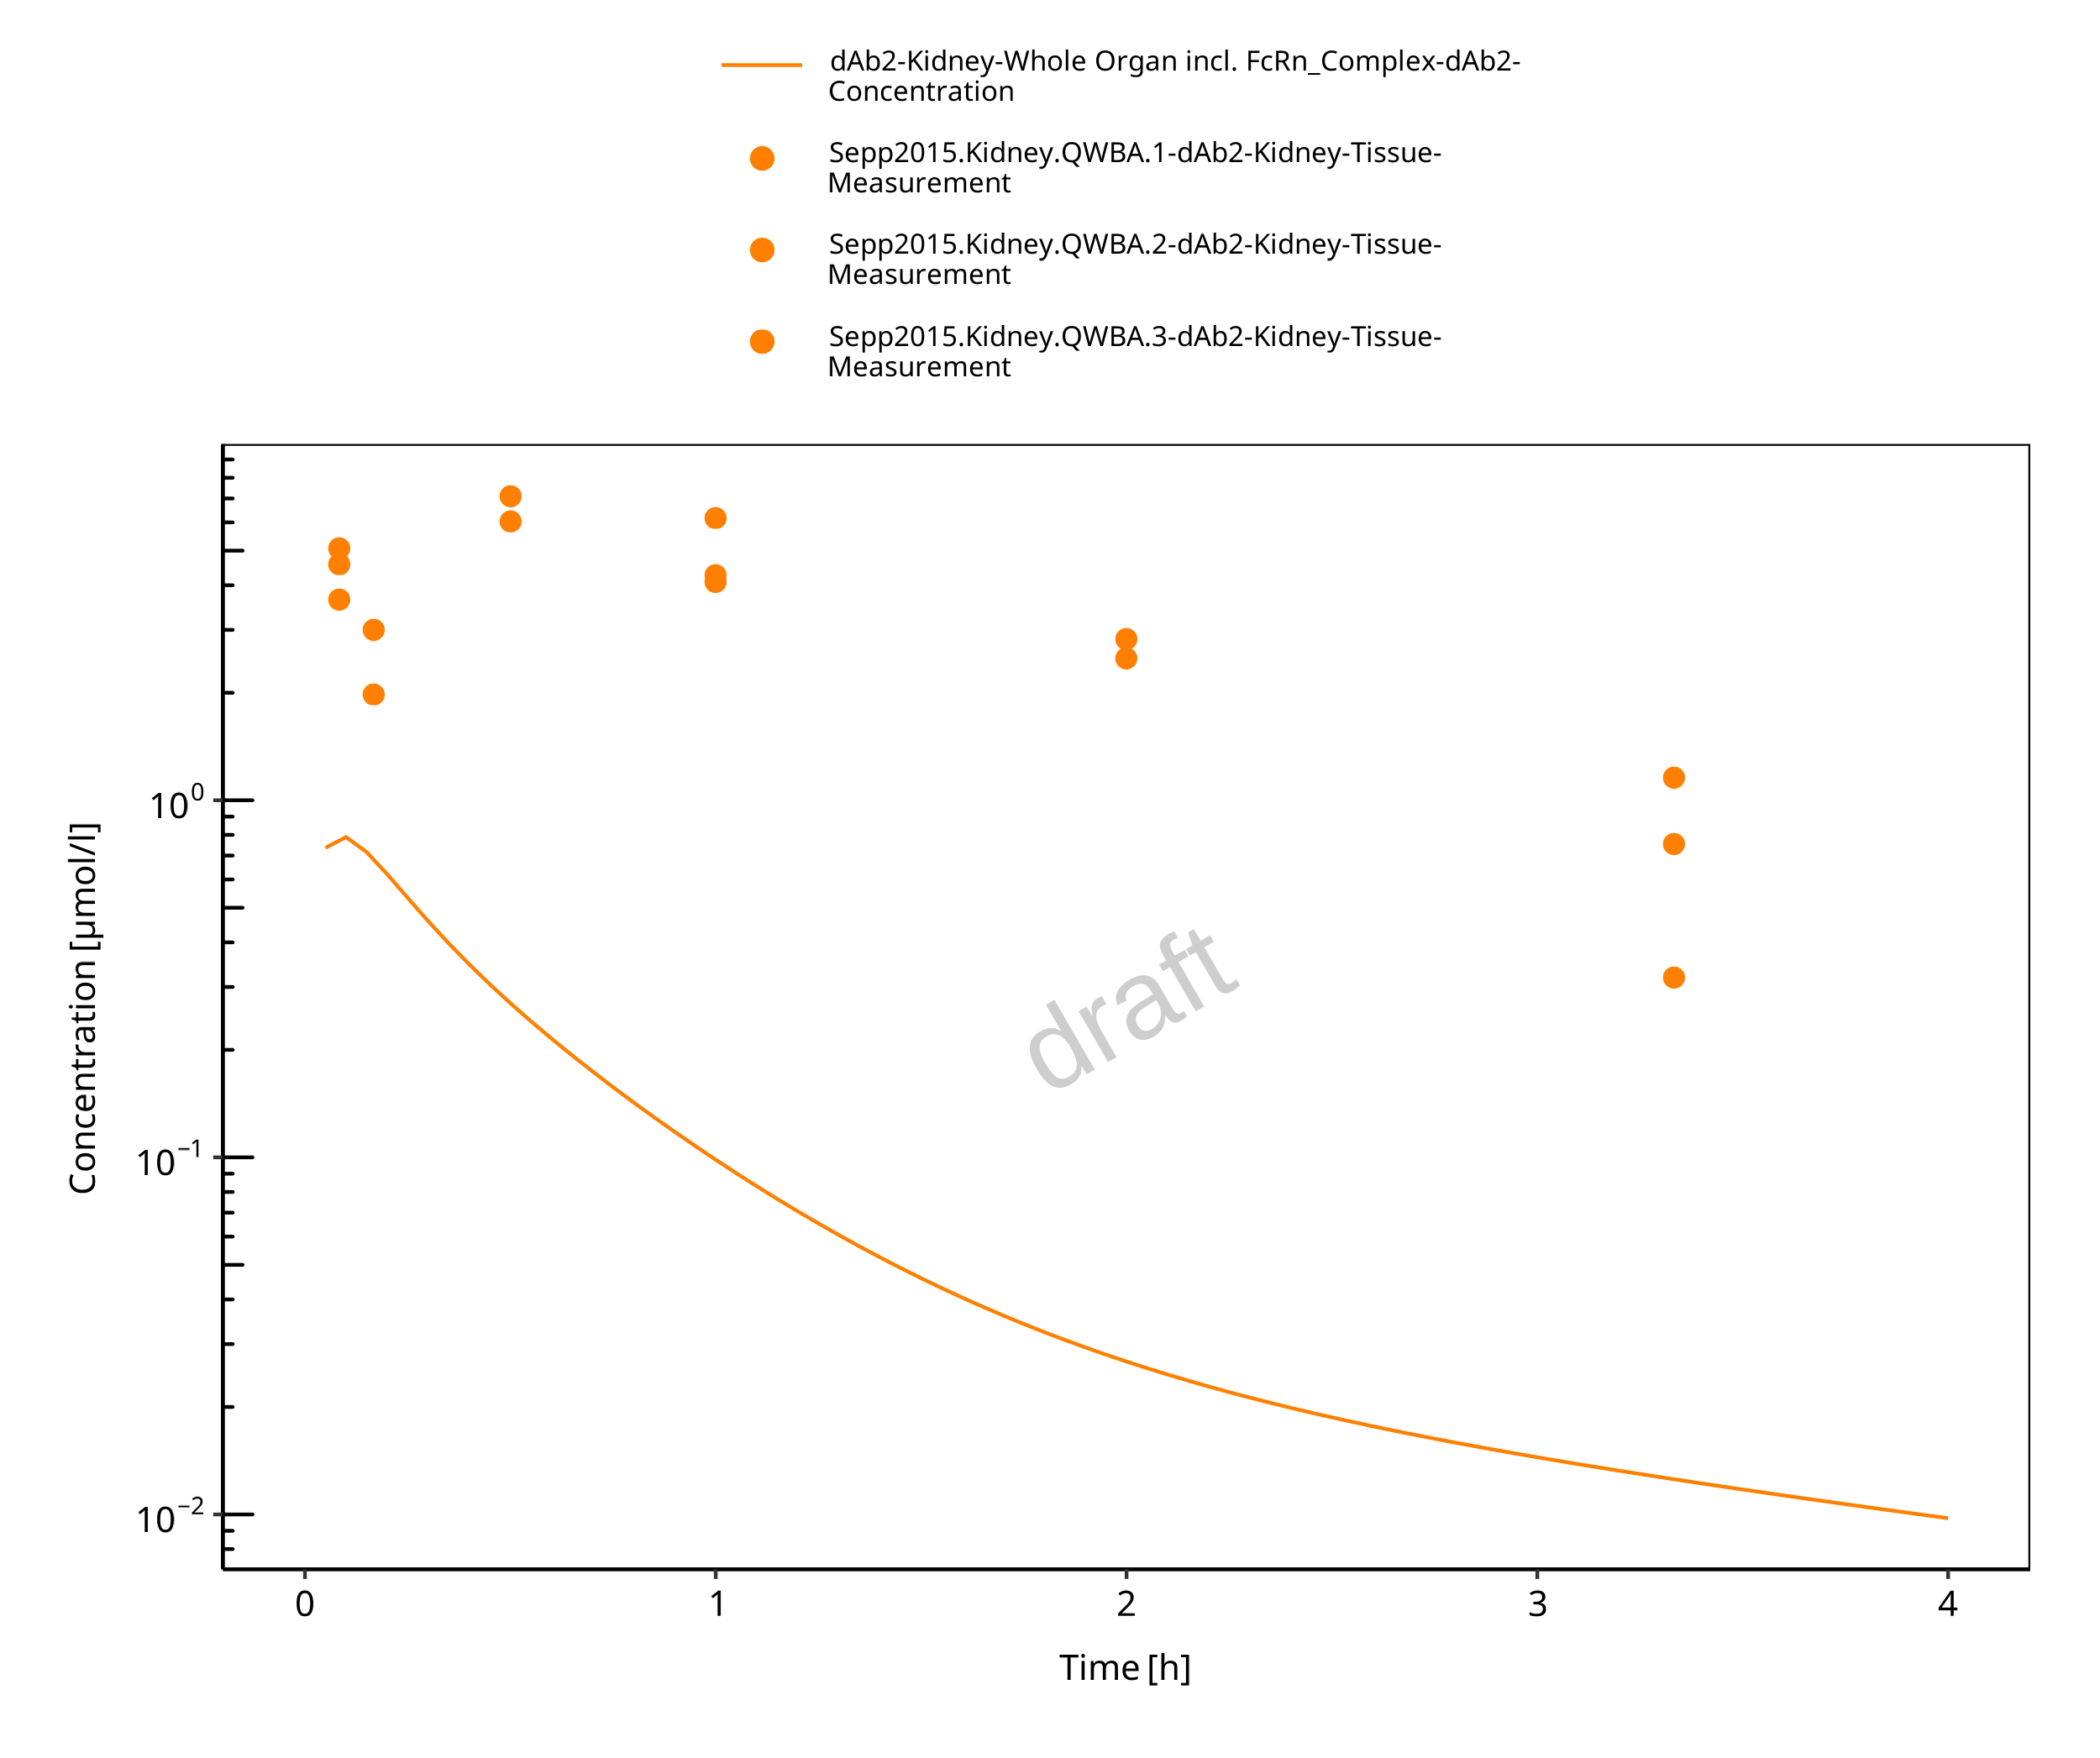 dAb2-Kidney-Whole Organ incl. FcRn_Complex-dAb2-
Concentration
Sepp2015.Kidney.QWBA.1-dAb2-Kidney-Tissue-
Measurement
Sepp2015.Kidney.QWBA.2-dAb2-Kidney-Tissue-
Measurement
Sepp2015.Kidney.QWBA.3-dAb2-Kidney-Tissue-
Measurement
10⁰
10⁻¹
10⁻²
Concentration [µmol/l]
draft
0 1 2 3 4
Time [h]